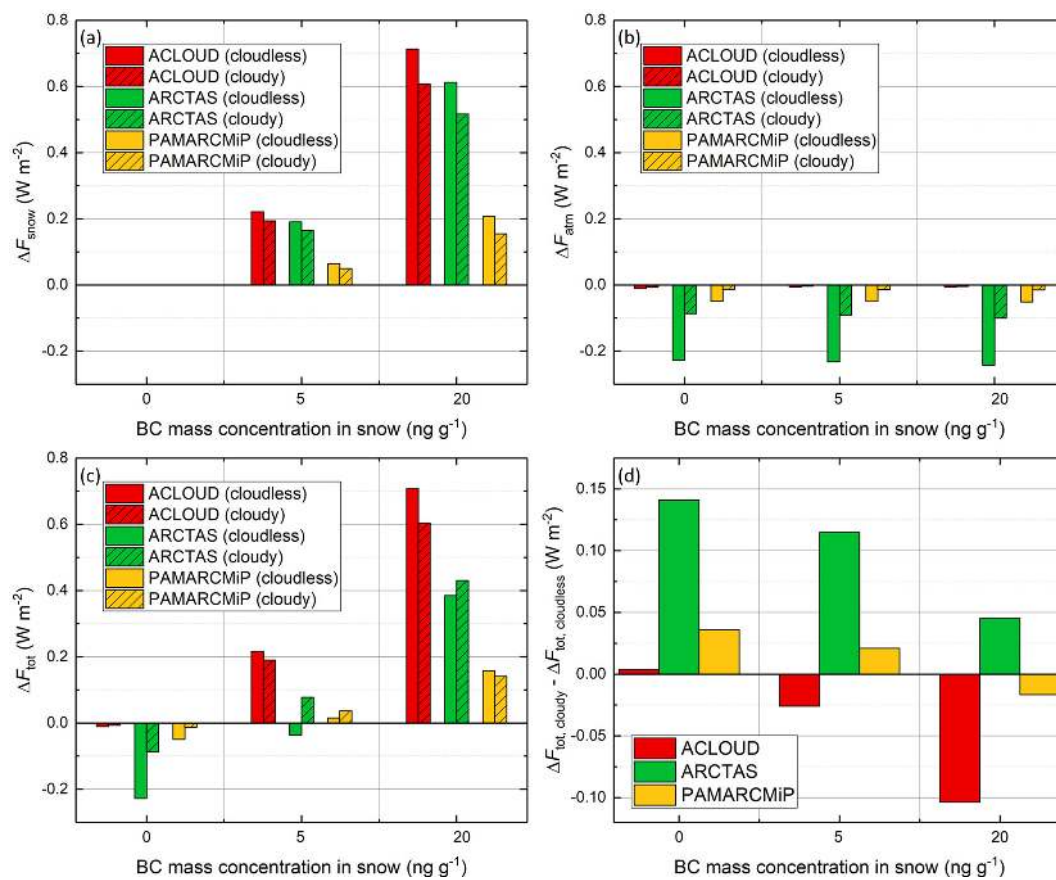 (a)
ACLOUD (cloudless)
ACLOUD (cloudy)
ARCTAS (cloudless)
ARCTAS (cloudy)
PAMARCMiP (cloudless)
PAMARCMiP (cloudy)
0.8
0.6
0.4
0.2
0.0
-0.2
ΔF_snow (W m⁻²)
0 5 20
BC mass concentration in snow (ng g⁻¹)
(b)
ACLOUD (cloudless)
ACLOUD (cloudy)
ARCTAS (cloudless)
ARCTAS (cloudy)
PAMARCMiP (cloudless)
PAMARCMiP (cloudy)
0.8
0.6
0.4
0.2
0.0
-0.2
ΔF_atm (W m⁻²)
0 5 20
BC mass concentration in snow (ng g⁻¹)
(c)
ACLOUD (cloudless)
ACLOUD (cloudy)
ARCTAS (cloudless)
ARCTAS (cloudy)
PAMARCMiP (cloudless)
PAMARCMiP (cloudy)
0.8
0.6
0.4
0.2
0.0
-0.2
ΔF_tot (W m⁻²)
0 5 20
BC mass concentration in snow (ng g⁻¹)
(d)
0.15
0.10
0.05
0.00
-0.05
-0.10
ΔF_tot, cloudy - ΔF_tot, cloudless (W m⁻²)
ACLOUD
ARCTAS
PAMARCMiP
0 5 20
BC mass concentration in snow (ng g⁻¹)